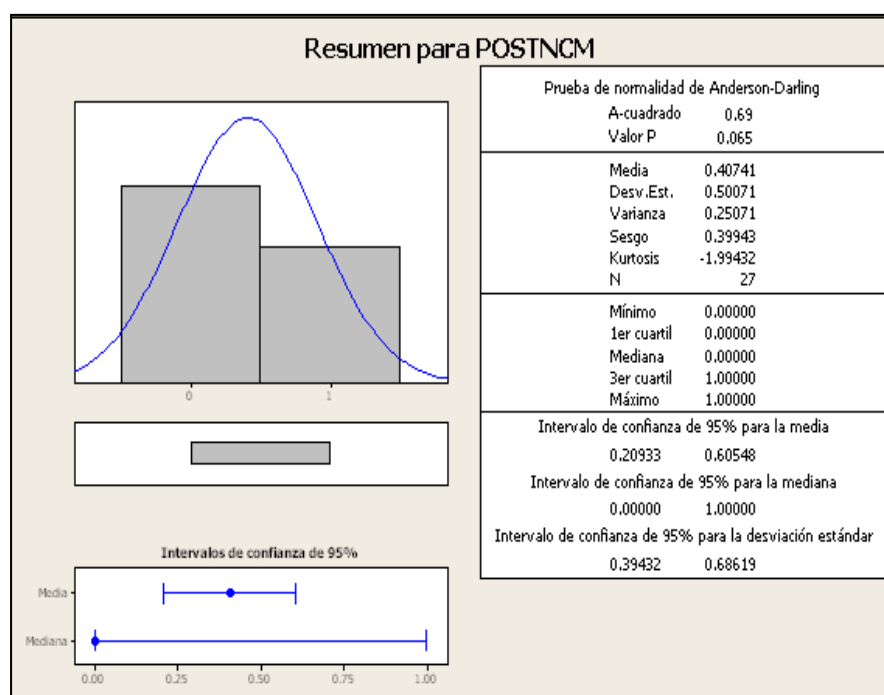 Resumen para POSTNCM
0 1
Intervalos de confianza de 95%
Media
Mediana
0.00 0.25 0.50 0.75 1.00
Prueba de normalidad de Anderson-Darling
A-cuadrado 0.69
Valor P 0.065
Media 0.40741
Desv.Est. 0.50071
Varianza 0.25071
Sesgo 0.39943
Kurtosis -1.99432
N 27
Mínimo 0.00000
1er cuartil 0.00000
Mediana 0.00000
3er cuartil 1.00000
Máximo 1.00000
Intervalo de confianza de 95% para la media
0.20933 0.60548
Intervalo de confianza de 95% para la mediana
0.00000 1.00000
Intervalo de confianza de 95% para la desviación estándar
0.39432 0.68619